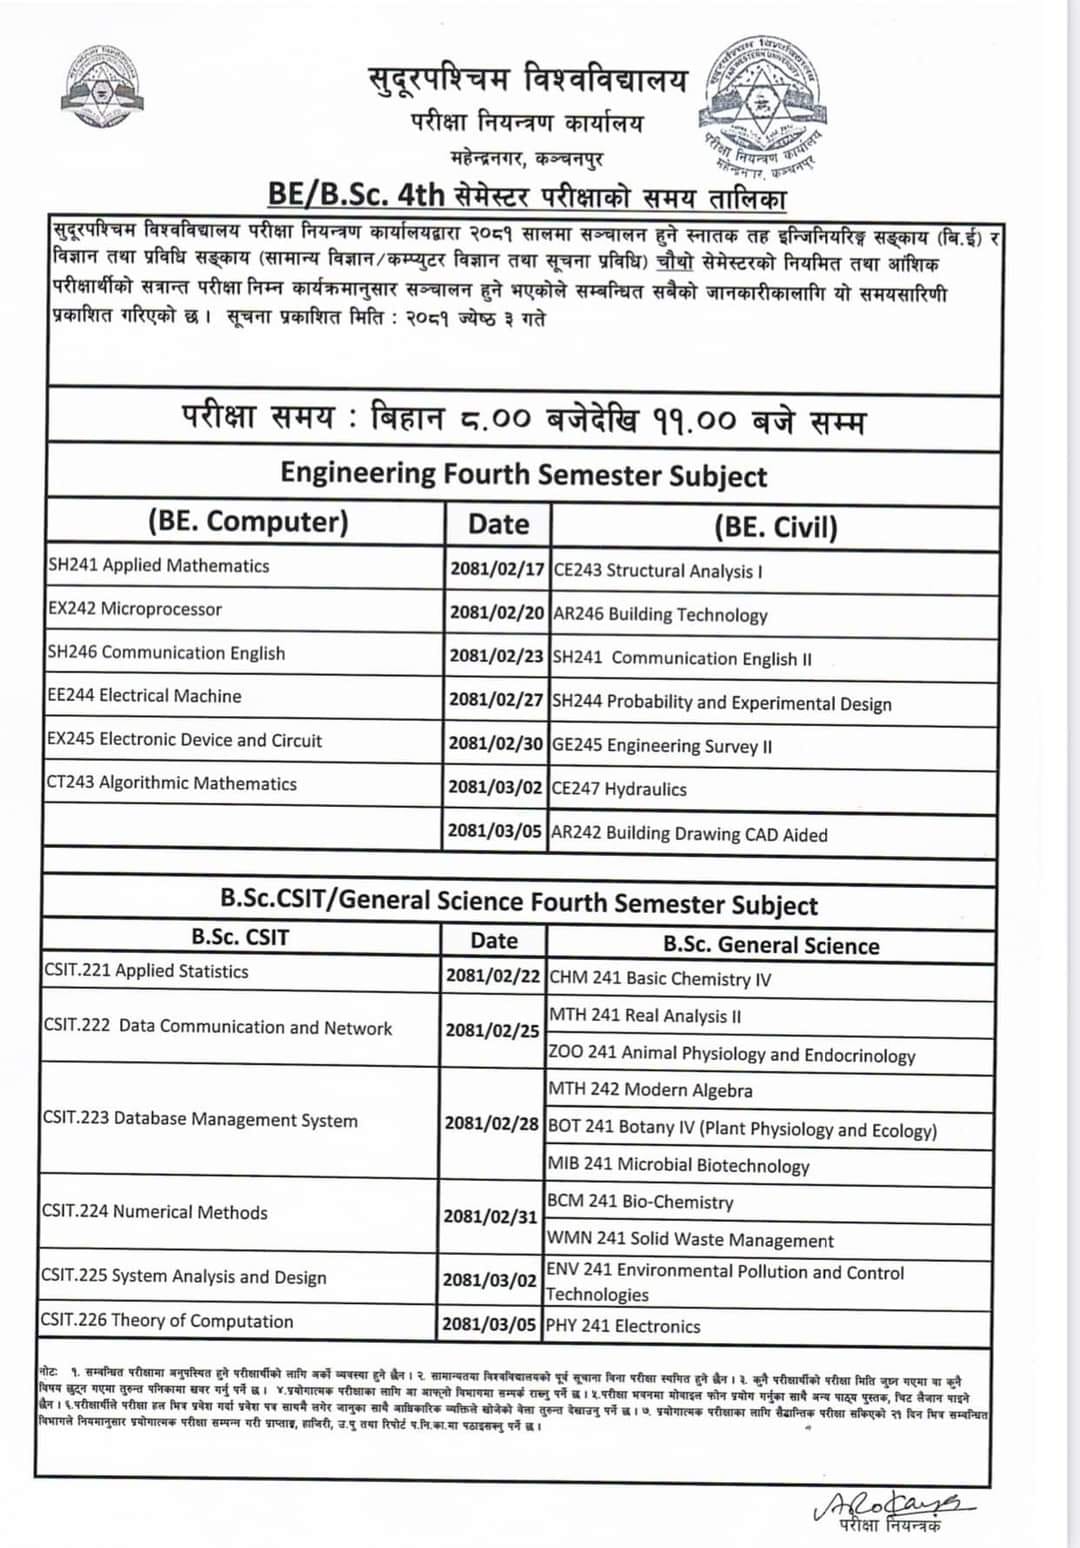 सुदूरपश्चिम विश्वविद्यालय
परीक्षा नियन्त्रण कार्यालय
महेन्द्रनगर, कञ्चनपुर
BE/B.Sc. 4th सेमेस्टर परीक्षाको समय तालिका
सुदूरपश्चिम विश्वविद्यालय परीक्षा नियन्त्रण कार्यालयद्वारा २०८१ सालमा सञ्चालन हुने स्नातक तह इन्जिनियरिङ्ग सङ्काय (बि.ई) र
विज्ञान तथा प्रविधि सङ्काय (सामान्य विज्ञान/कम्प्युटर विज्ञान तथा सूचना प्रविधि) चौथो सेमेस्टरको नियमित तथा आंशिक
परीक्षार्थीको सत्रान्त परीक्षा निम्न कार्यक्रमानुसार सञ्चालन हुने भएकोले सम्बन्धित सबैको जानकारीकालागि यो समयसारिणी
प्रकाशित गरिएको छ। सूचना प्रकाशित मिति : २०८१ ज्येष्ठ ३ गते
परीक्षा समय : बिहान ८.०० बजेदेखि ११.०० बजे सम्म
Engineering Fourth Semester Subject
(BE. Computer) Date (BE. Civil)
SH241 Applied Mathematics 2081/02/17 CE243 Structural Analysis I
EX242 Microprocessor 2081/02/20 AR246 Building Technology
SH246 Communication English 2081/02/23 SH241 Communication English II
EE244 Electrical Machine 2081/02/27 SH244 Probability and Experimental Design
EX245 Electronic Device and Circuit 2081/02/30 GE245 Engineering Survey II
CT243 Algorithmic Mathematics 2081/03/02 CE247 Hydraulics
2081/03/05 AR242 Building Drawing CAD Aided
B.Sc.CSIT/General Science Fourth Semester Subject
B.Sc. CSIT Date B.Sc. General Science
CSIT.221 Applied Statistics 2081/02/22 CHM 241 Basic Chemistry IV
CSIT.222 Data Communication and Network 2081/02/25 MTH 241 Real Analysis II
ZOO 241 Animal Physiology and Endocrinology
MTH 242 Modern Algebra
CSIT.223 Database Management System 2081/02/28 BOT 241 Botany IV (Plant Physiology and Ecology)
MIB 241 Microbial Biotechnology
CSIT.224 Numerical Methods 2081/02/31 BCM 241 Bio-Chemistry
WMN 241 Solid Waste Management
CSIT.225 System Analysis and Design 2081/03/02 ENV 241 Environmental Pollution and Control
Technologies
CSIT.226 Theory of Computation 2081/03/05 PHY 241 Electronics
नोटः १. सम्बन्धित परीक्षामा अनुपस्थित हुने परीक्षार्थीको लागि अर्को व्यवस्था हुने छैन। २. सामान्यतया विश्वविद्यालयको पूर्व सूचना बिना परीक्षा स्थगित हुने छैन। ३. कुनै परीक्षार्थीको परीक्षा मिति जुध्न गएमा वा कुनै
विषय छुट्न गएमा तुरुन्त पनिकामा खबर गर्नु पर्ने छ। ४.प्रयोगात्मक परीक्षाका लागि आ आफ्नो विभागमा सम्पर्क राख्नु पर्ने छ। ५.परीक्षा भवनमा मोबाइल फोन प्रयोग गर्नुका साथै अन्य पाठ्य पुस्तक, चिट लैजान पाइने
छैन। ६.परीक्षार्थीले परीक्षा हल भित्र प्रवेश गर्दा प्रवेश पत्र साथमै लगेर जानुका साथै आधिकारिक व्यक्तिले खोजेको बेला तुरुन्त देखाउनु पर्ने छ। ७. प्रयोगात्मक परीक्षाका लागि सैद्धान्तिक परीक्षा सकिएको २१ दिन भित्र सम्बन्धित
विभागले नियमानुसार प्रयोगात्मक परीक्षा सम्पन्न गरी प्राप्ताङ्क, हाजिरी, उ.पु तथा रिपोर्ट प.नि.का.मा पठाइसक्नु पर्ने छ।
परीक्षा नियन्त्रक